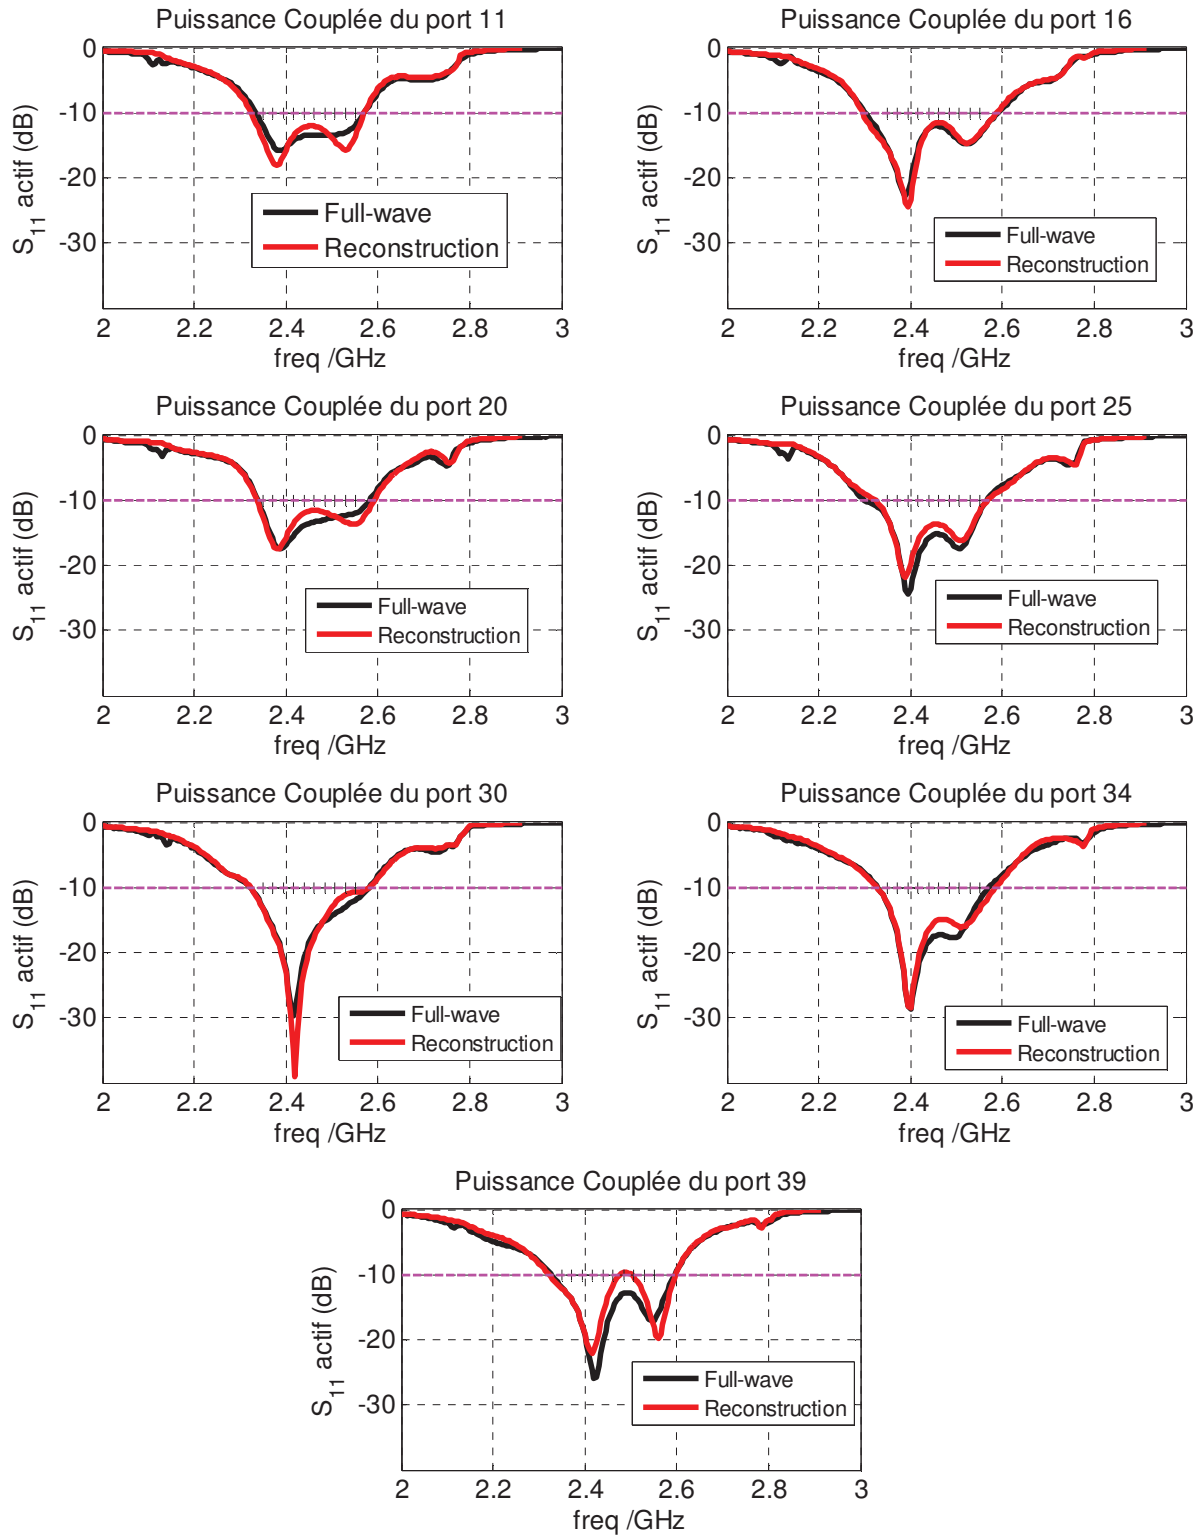 Puissance Couplée du port 11
0
-10
-20
-30
S11 actif (dB)
Full-wave
Reconstruction
2 2.2 2.4 2.6 2.8 3
freq /GHz
Puissance Couplée du port 16
0
-10
-20
-30
S11 actif (dB)
Full-wave
Reconstruction
2 2.2 2.4 2.6 2.8 3
freq /GHz
Puissance Couplée du port 20
0
-10
-20
-30
S11 actif (dB)
Full-wave
Reconstruction
2 2.2 2.4 2.6 2.8 3
freq /GHz
Puissance Couplée du port 25
0
-10
-20
-30
S11 actif (dB)
Full-wave
Reconstruction
2 2.2 2.4 2.6 2.8 3
freq /GHz
Puissance Couplée du port 30
0
-10
-20
-30
S11 actif (dB)
Full-wave
Reconstruction
2 2.2 2.4 2.6 2.8 3
freq /GHz
Puissance Couplée du port 34
0
-10
-20
-30
S11 actif (dB)
Full-wave
Reconstruction
2 2.2 2.4 2.6 2.8 3
freq /GHz
Puissance Couplée du port 39
0
-10
-20
-30
S11 actif (dB)
Full-wave
Reconstruction
2 2.2 2.4 2.6 2.8 3
freq /GHz